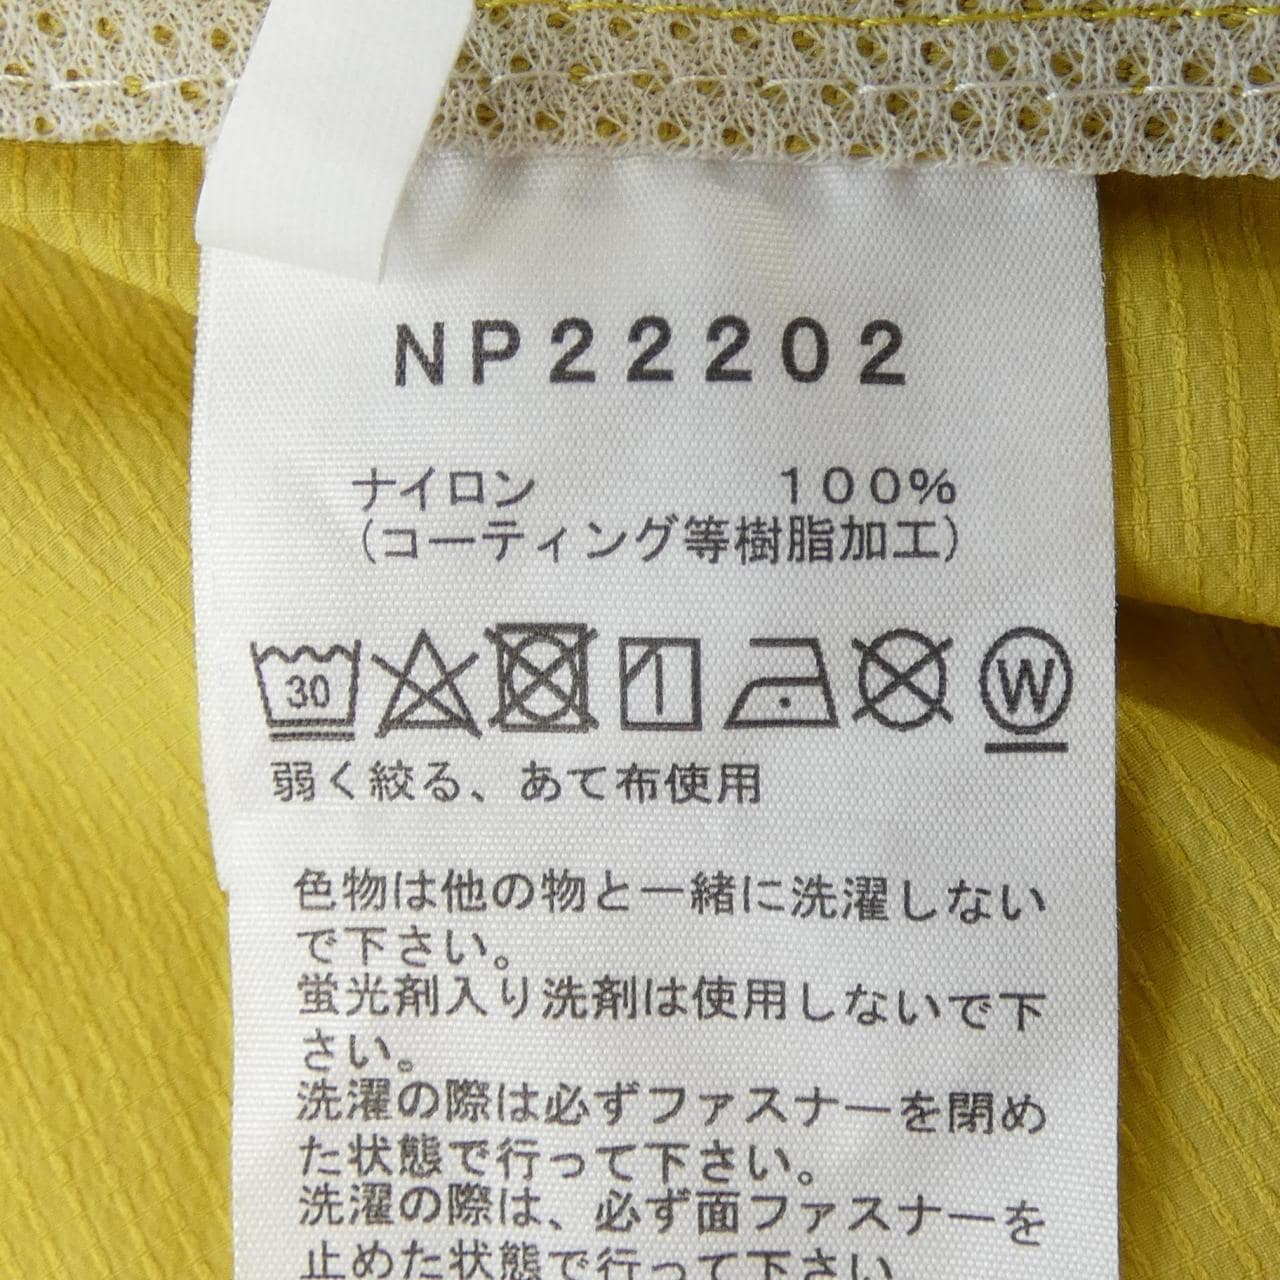 NP22202
ナイロン 100%
(コーティング等樹脂加工)
30
W
弱く絞る、あて布使用
色物は他の物と一緒に洗濯しない
で下さい。
蛍光剤入り洗剤は使用しないで下
さい。
洗濯の際は必ずファスナーを閉め
た状態で行って下さい。
洗濯の際は、必ず面ファスナーを
止めた状態で行って下さい